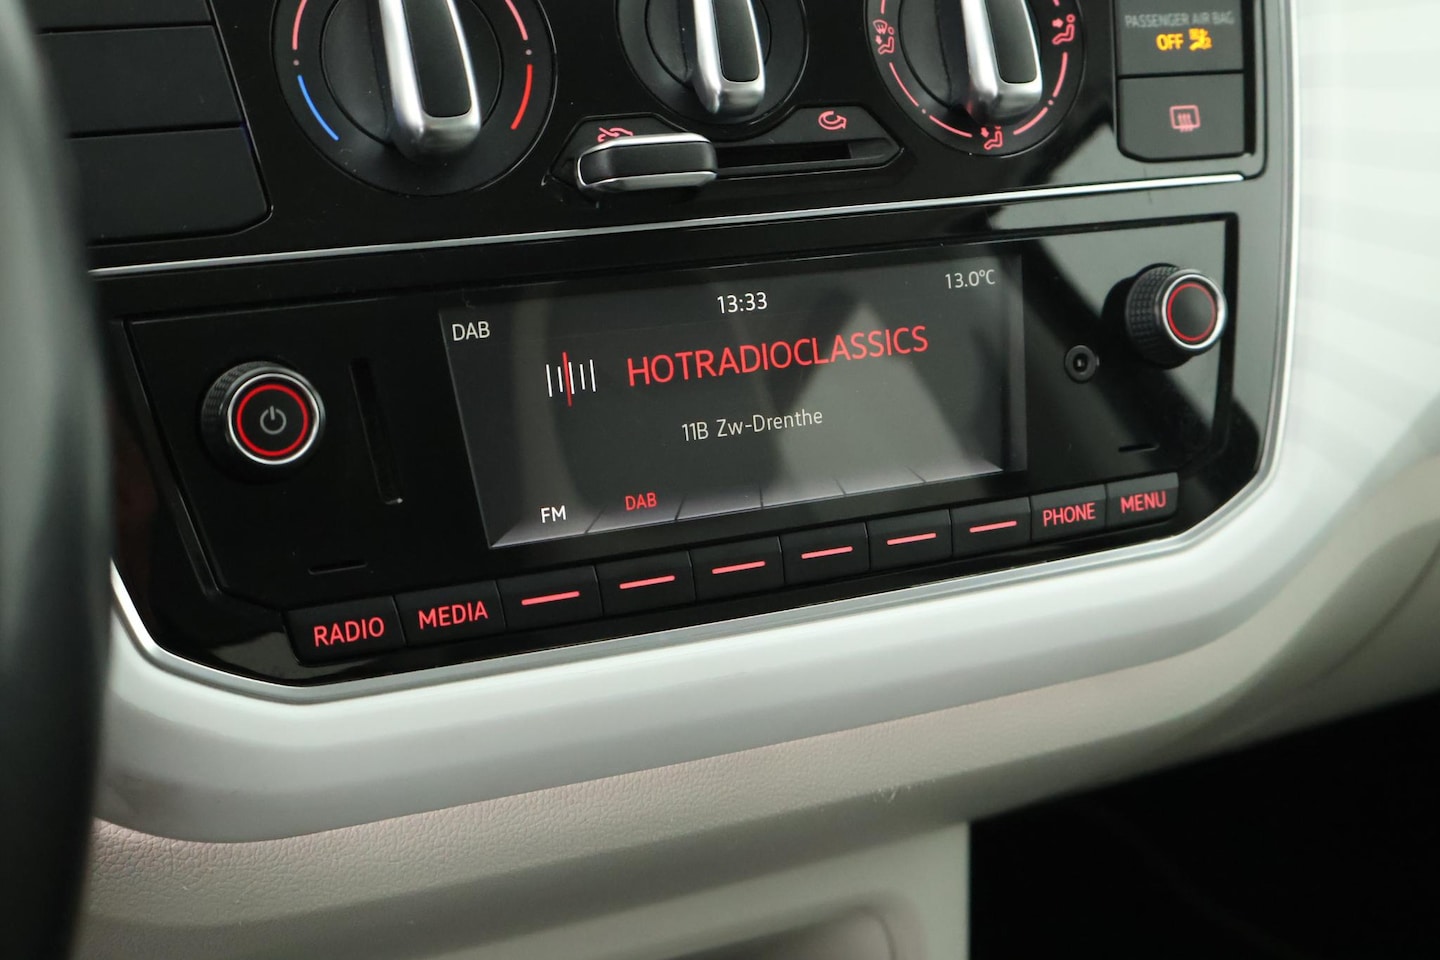 PASSENGER AIR BAG
OFF
13:33
13.0°C
DAB
HOTRADIOCLASSICS
11B Zw-Drenthe
FM
DAB
RADIO
MEDIA
PHONE
MENU